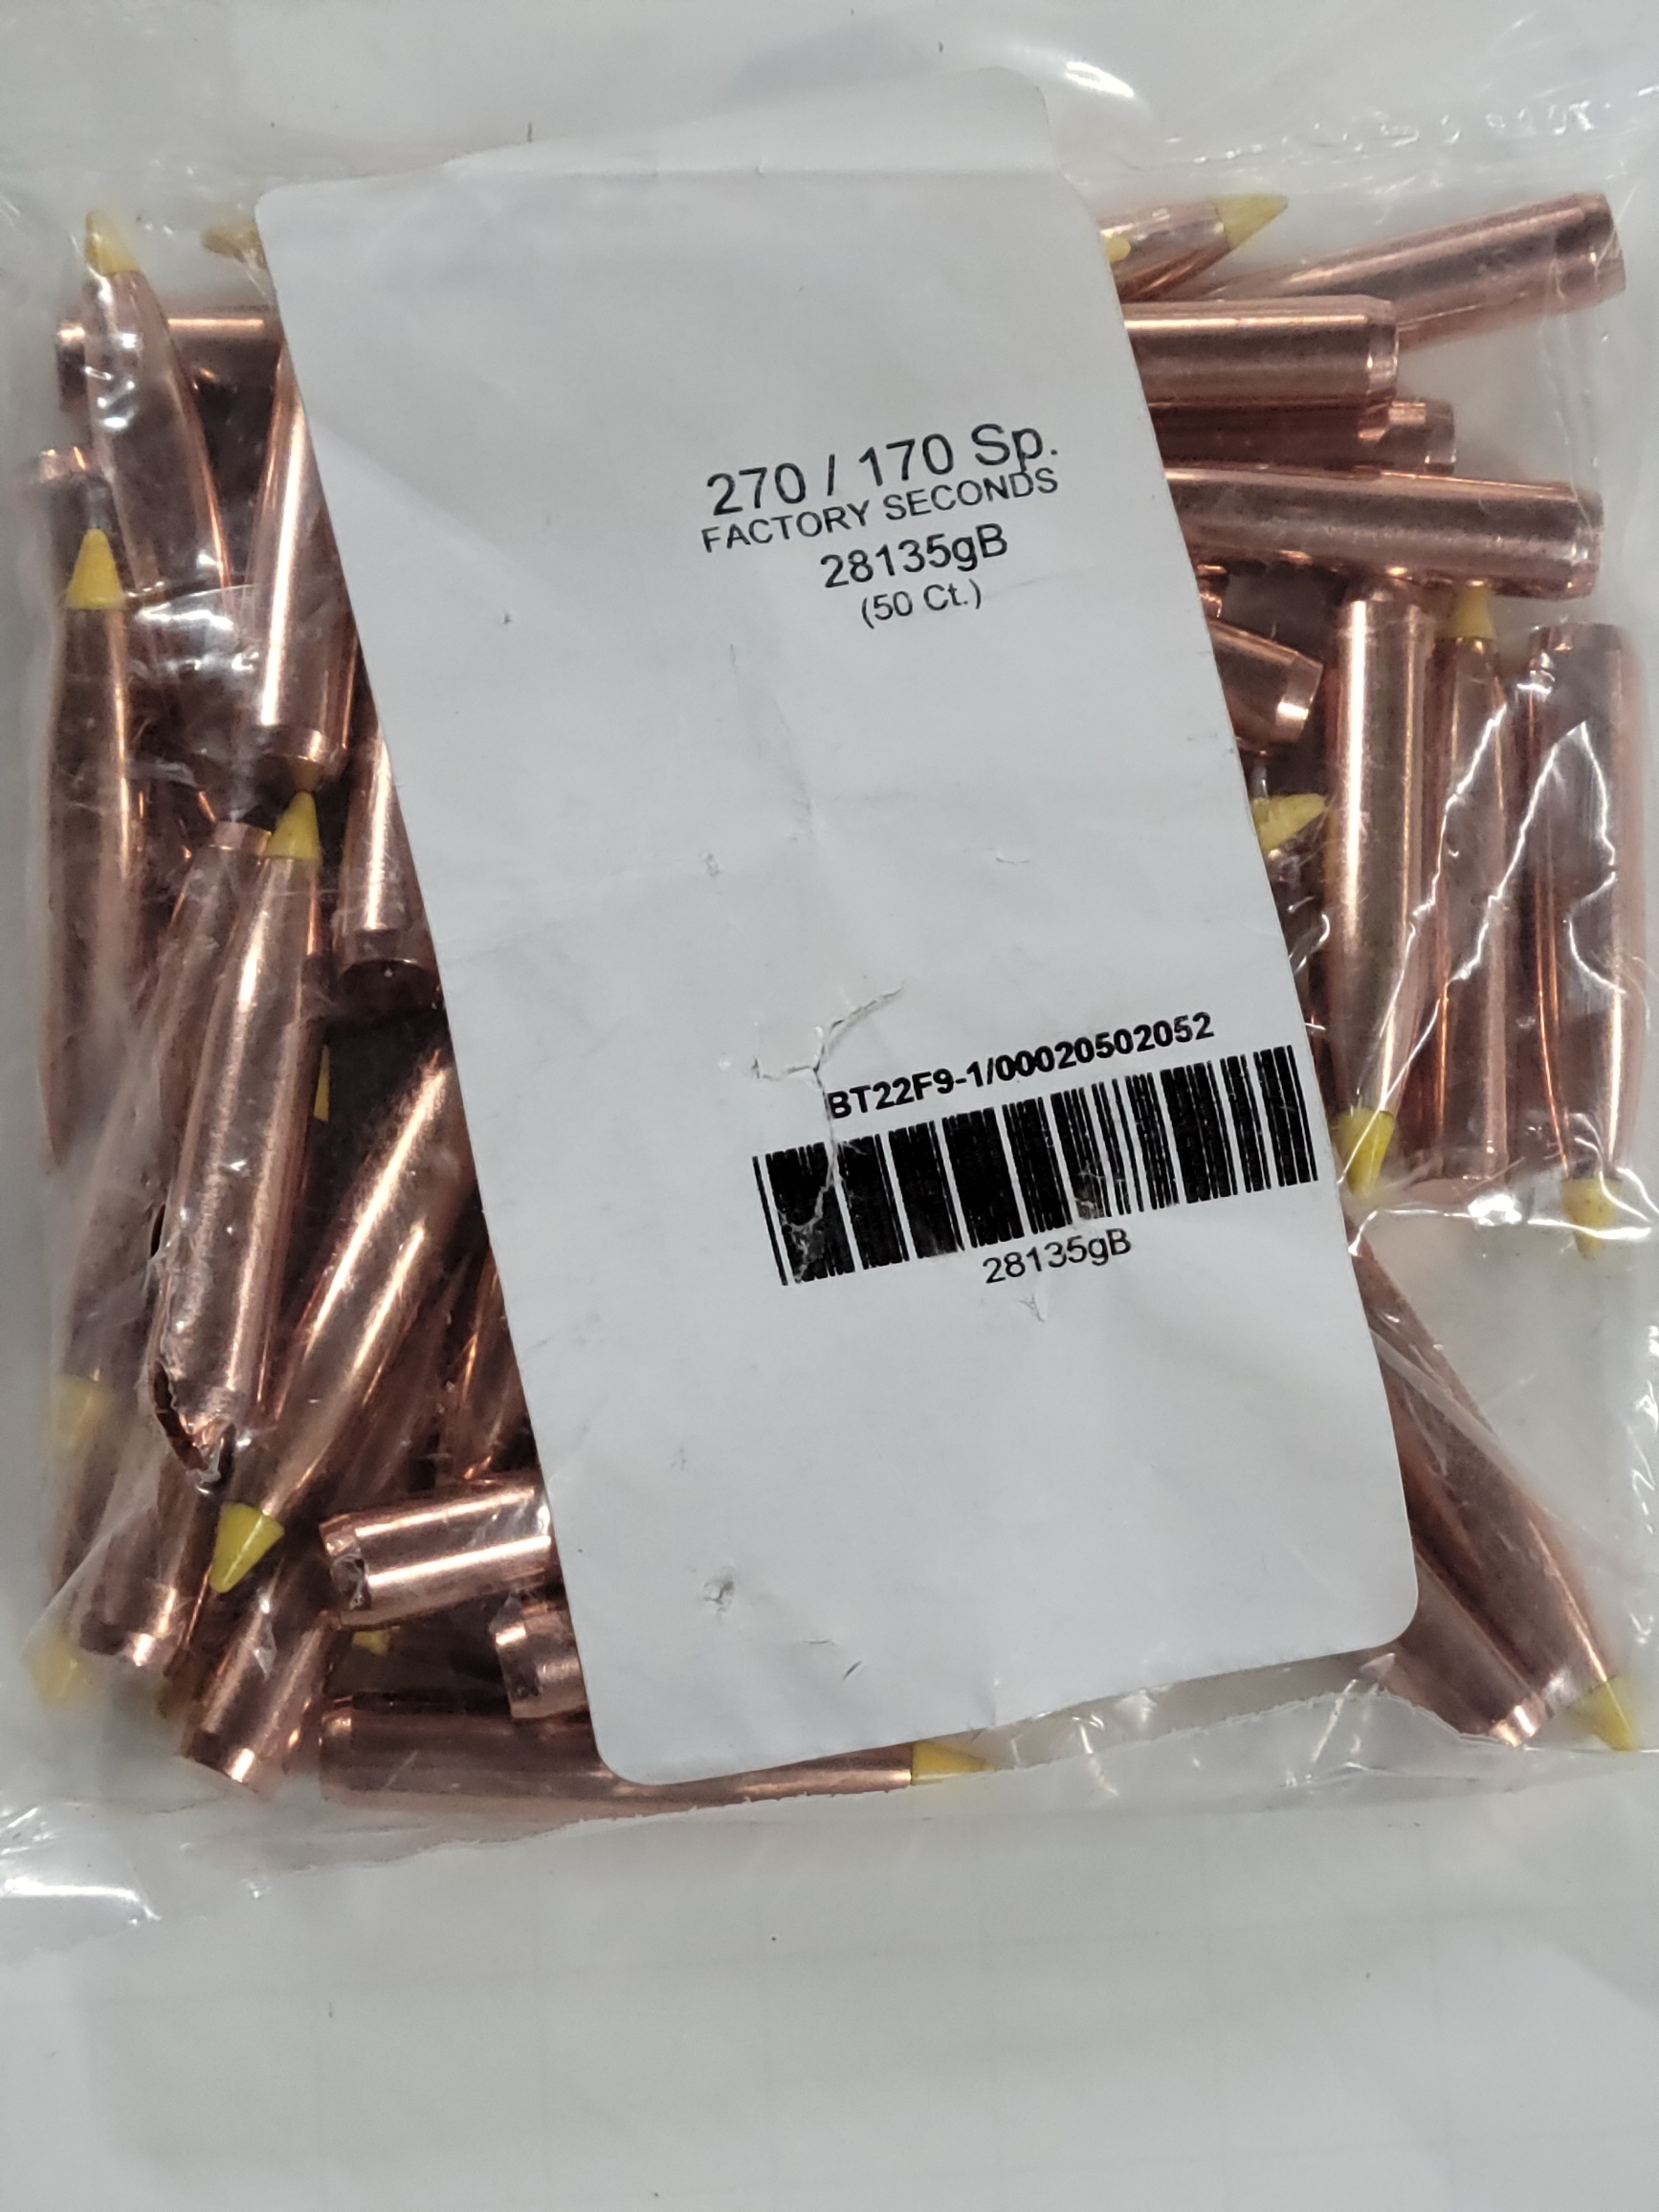 270 / 170 Sp.
FACTORY SECONDS
28135gB
(50 Ct.)
BT22F9-1/00020502052
28135gB